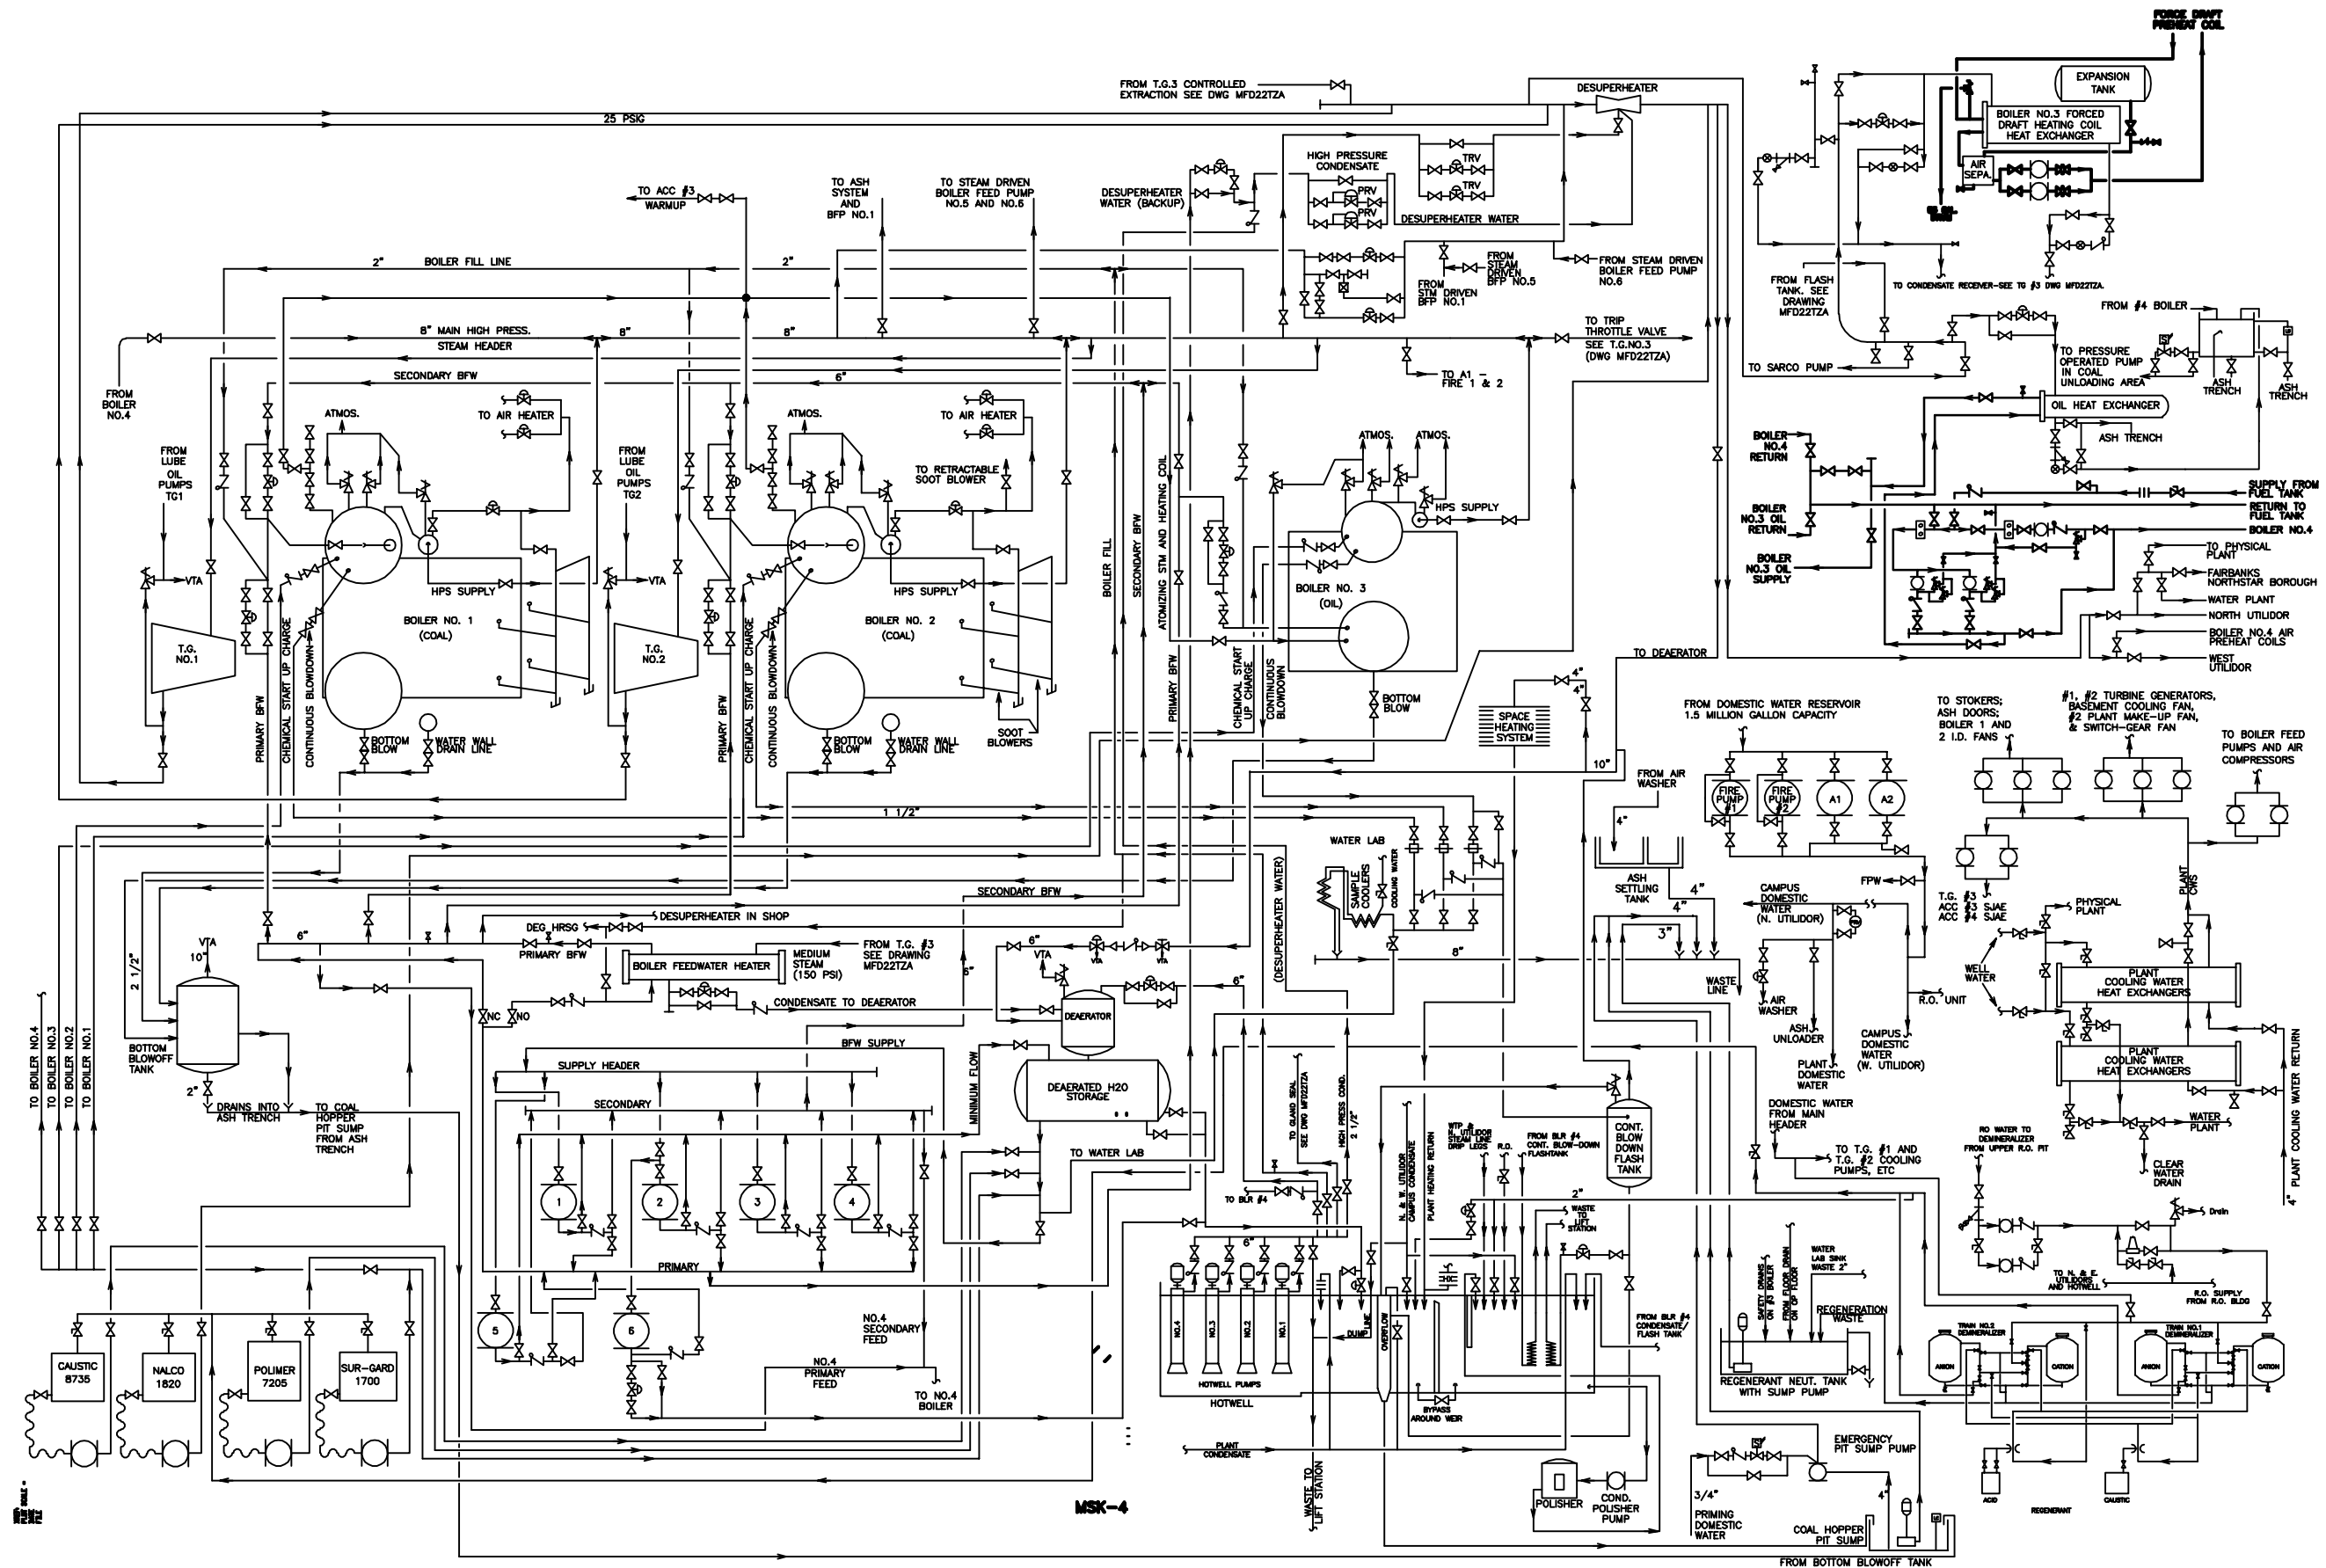 FORCE DRAFT
PREHEAT COIL
EXPANSION
TANK
BOILER NO.3 FORCED
DRAFT HEATING COIL
HEAT EXCHANGER
AIR
SEPA.
FROM T.G.3 CONTROLLED
EXTRACTION SEE DWG MFD22TZA
DESUPERHEATER
25 PSIG
HIGH PRESSURE
CONDENSATE
TRV
TRV
PRV
PRV
DESUPERHEATER WATER
DESUPERHEATER
WATER (BACKUP)
TO ACC #3
WARMUP
TO ASH
SYSTEM
AND
BFP NO.1
TO STEAM DRIVEN
BOILER FEED PUMP
NO.5 AND NO.6
2"
BOILER FILL LINE
2"
FROM
STEAM
DRIVEN
BFP NO.5
FROM
STM DRIVEN
BFP NO.1
FROM STEAM DRIVEN
BOILER FEED PUMP
NO.6
FROM FLASH
TANK. SEE
DRAWING
MFD22TZA
TO CONDENSATE RECEIVER-SEE TG #3 DWG MFD22TZA.
FROM #4 BOILER
8" MAIN HIGH PRESS.
STEAM HEADER
8"
8"
TO TRIP
THROTTLE VALVE
SEE T.G.NO.3
(DWG MFD22TZA)
TO A1 -
FIRE 1 & 2
TO SARCO PUMP
TO PRESSURE
OPERATED PUMP
IN COAL
UNLOADING AREA
ASH
TRENCH
ASH
TRENCH
FROM
BOILER
NO.4
SECONDARY BFW
6"
ATMOS.
TO AIR HEATER
ATMOS.
TO AIR HEATER
ATMOS.
ATMOS.
FROM
LUBE
OIL
PUMPS
TG1
FROM
LUBE
OIL
PUMPS
TG2
TO RETRACTABLE
SOOT BLOWER
HPS SUPPLY
OIL HEAT EXCHANGER
ASH TRENCH
BOILER
NO.4
RETURN
BOILER
NO.3 OIL
RETURN
BOILER
NO.3 OIL
SUPPLY
SUPPLY FROM
FUEL TANK
RETURN TO
FUEL TANK
BOILER NO.4
TO PHYSICAL
PLANT
FAIRBANKS
NORTHSTAR BOROUGH
WATER PLANT
NORTH UTILIDOR
BOILER NO.4 AIR
PREHEAT COILS
WEST
UTILIDOR
VTA
T.G.
NO.1
HPS SUPPLY
BOILER NO. 1
(COAL)
VTA
T.G.
NO.2
HPS SUPPLY
BOILER NO. 2
(COAL)
BOILER NO. 3
(OIL)
PRIMARY BFW
CHEMICAL START UP CHARGE
CONTINUOUS BLOWDOWN
PRIMARY BFW
CHEMICAL START UP CHARGE
CONTINUOUS BLOWDOWN
BOILER FILL
SECONDARY BFW
ATOMIZING STM AND HEATING COIL
PRIMARY BFW
CHEMICAL START
UP CHARGE
CONTINUOUS
BLOWDOWN
BOTTOM
BLOW
WATER WALL
DRAIN LINE
BOTTOM
BLOW
WATER WALL
DRAIN LINE
SOOT
BLOWERS
BOTTOM
BLOW
TO DEAERATOR
4"
4"
SPACE
HEATING
SYSTEM
10"
FROM DOMESTIC WATER RESERVOIR
1.5 MILLION GALLON CAPACITY
TO STOKERS;
ASH DOORS;
BOILER 1 AND
2 I.D. FANS
#1, #2 TURBINE GENERATORS,
BASEMENT COOLING FAN,
#2 PLANT MAKE-UP FAN,
& SWITCH-GEAR FAN
TO BOILER FEED
PUMPS AND AIR
COMPRESSORS
FROM AIR
WASHER
4"
FIRE
PUMP
#1
FIRE
PUMP
#2
A1
A2
1 1/2"
WATER LAB
SAMPLE
COOLERS
COOLING WATER
ASH
SETTLING
TANK
4"
4"
3"
FPW
CAMPUS
DOMESTIC
WATER
(N. UTILIDOR)
T.G. #3
ACC #3 SJAE
ACC #4 SJAE
PLANT
CWS
PHYSICAL
PLANT
WELL
WATER
PLANT
COOLING WATER
HEAT EXCHANGERS
PLANT
COOLING WATER
HEAT EXCHANGERS
SECONDARY BFW
DESUPERHEATER IN SHOP
DEG HRSG
6"
PRIMARY BFW
BOILER FEEDWATER HEATER
MEDIUM
STEAM
(150 PSI)
FROM T.G. #3
SEE DRAWING
MFD22TZA
6"
6"
VTA
VTA
VTA
(DESUPERHEATER WATER)
8"
WASTE
LINE
AIR
WASHER
ASH
UNLOADER
PLANT
DOMESTIC
WATER
CAMPUS
DOMESTIC
WATER
(W. UTILIDOR)
R.O. UNIT
VTA
10"
2 1/2"
BOTTOM
BLOWOFF
TANK
2"
DRAINS INTO
ASH TRENCH
TO COAL
HOPPER
PIT SUMP
FROM ASH
TRENCH
TO BOILER NO.4
TO BOILER NO.3
TO BOILER NO.2
TO BOILER NO.1
NC
NO
CONDENSATE TO DEAERATOR
DEAERATOR
6"
BFW SUPPLY
SUPPLY HEADER
SECONDARY
MINIMUM FLOW
DEAERATED H2O
STORAGE
TO WATER LAB
TO GLAND SEAL
SEE DWG MFD22TZA
HIGH PRESS COND.
2 1/2"
TO BLR #4
N. & W. UTILIDOR
CAMPUS CONDENSATE
PLANT HEATING RETURN
WTP &
N. UTILIDOR
STEAM LINE
DRIP LEGS
R.O.
FROM BLR #4
CONT. BLOW-DOWN
FLASHTANK
CONT.
BLOW
DOWN
FLASH
TANK
2"
WASTE
TO
LIFT
STATION
DOMESTIC WATER
FROM MAIN
HEADER
TO T.G. #1 AND
T.G. #2 COOLING
PUMPS, ETC
WATER
PLANT
CLEAR
WATER
DRAIN
4" PLANT COOLING WATER RETURN
RO WATER TO
DEMINERALIZER
FROM UPPER R.O. PIT
Drain
TO N. & E.
UTILIDORS
AND HOTWELL
R.O. SUPPLY
FROM R.O. BLDG
1
2
3
4
PRIMARY
5
6
NO.4
SECONDARY
FEED
NO.4
PRIMARY
FEED
TO NO.4
BOILER
6"
NO.4
NO.3
NO.2
NO.1
HOTWELL PUMPS
HOTWELL
DUMP
LINE
OVERFLOW
HX
BYPASS
AROUND WEIR
FROM BLR #4
CONDENSATE/
FLASH TANK
SAFETY DRAINS
ON #3 BOILER
FROM FLOOR DRAIN
ON OP FLOOR
WATER
LAB SINK
WASTE 2"
REGENERATION
WASTE
REGENERANT NEUT. TANK
WITH SUMP PUMP
TRAIN NO.2
DEMINERALIZER
ANION
CATION
TRAIN NO.1
DEMINERALIZER
ANION
CATION
CAUSTIC
8735
NALCO
1820
POLIMER
7205
SUR-GARD
1700
PLANT
CONDENSATE
WASTE TO
LIFT STATION
POLISHER
COND.
POLISHER
PUMP
EMERGENCY
PIT SUMP PUMP
3/4"
PRIMING
DOMESTIC
WATER
4"
COAL HOPPER
PIT SUMP
FROM BOTTOM BLOWOFF TANK
ACID
REGENERANT
CAUSTIC
MSK-4